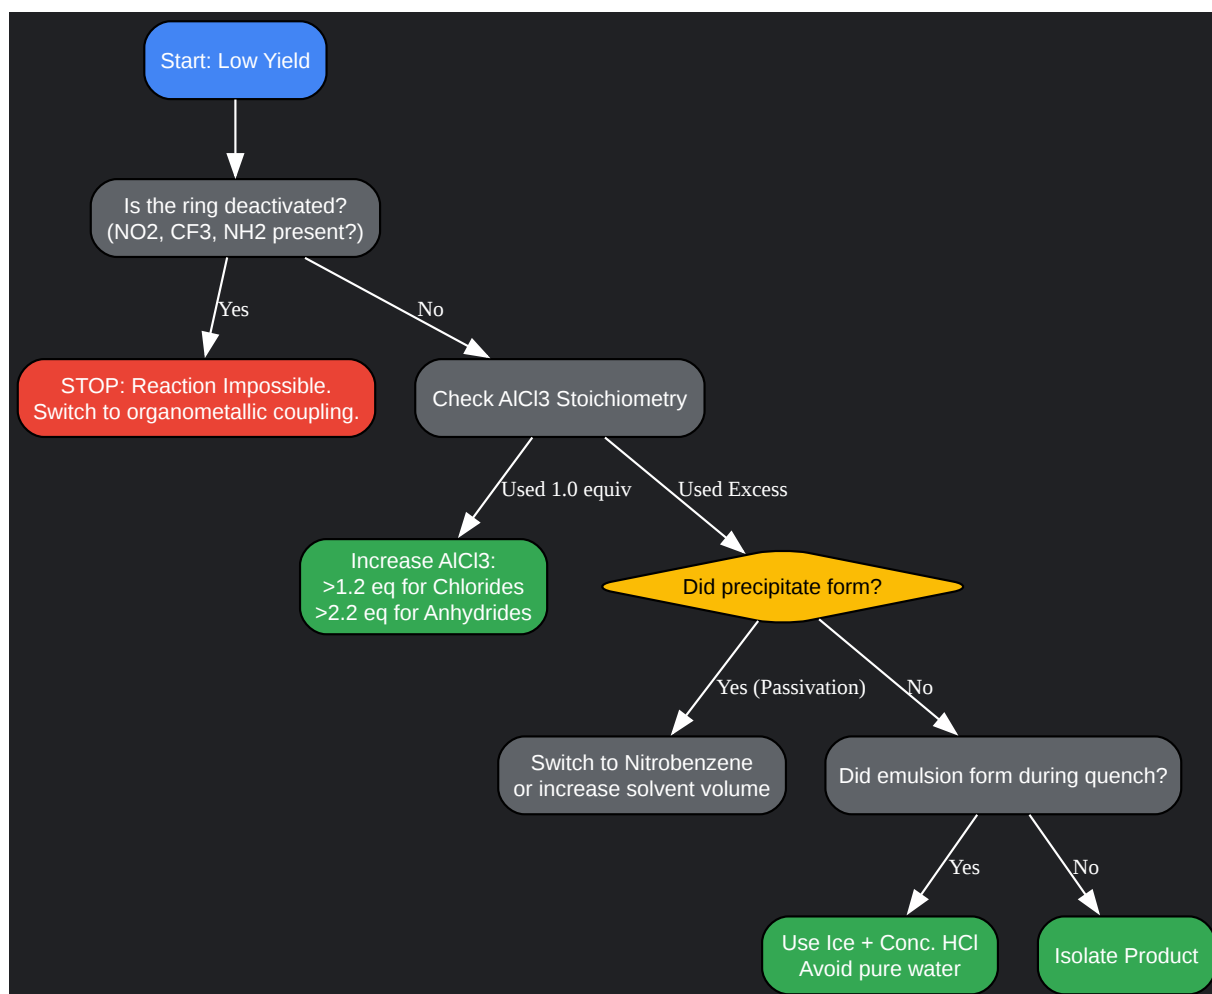 Start: Low Yield
Is the ring deactivated?
(NO2, CF3, NH2 present?)
Yes
No
STOP: Reaction Impossible.
Switch to organometallic coupling.
Check AlCl3 Stoichiometry
Used 1.0 equiv
Used Excess
Increase AlCl3:
>1.2 eq for Chlorides
>2.2 eq for Anhydrides
Did precipitate form?
Yes (Passivation)
No
Switch to Nitrobenzene
or increase solvent volume
Did emulsion form during quench?
Yes
No
Use Ice + Conc. HCl
Avoid pure water
Isolate Product